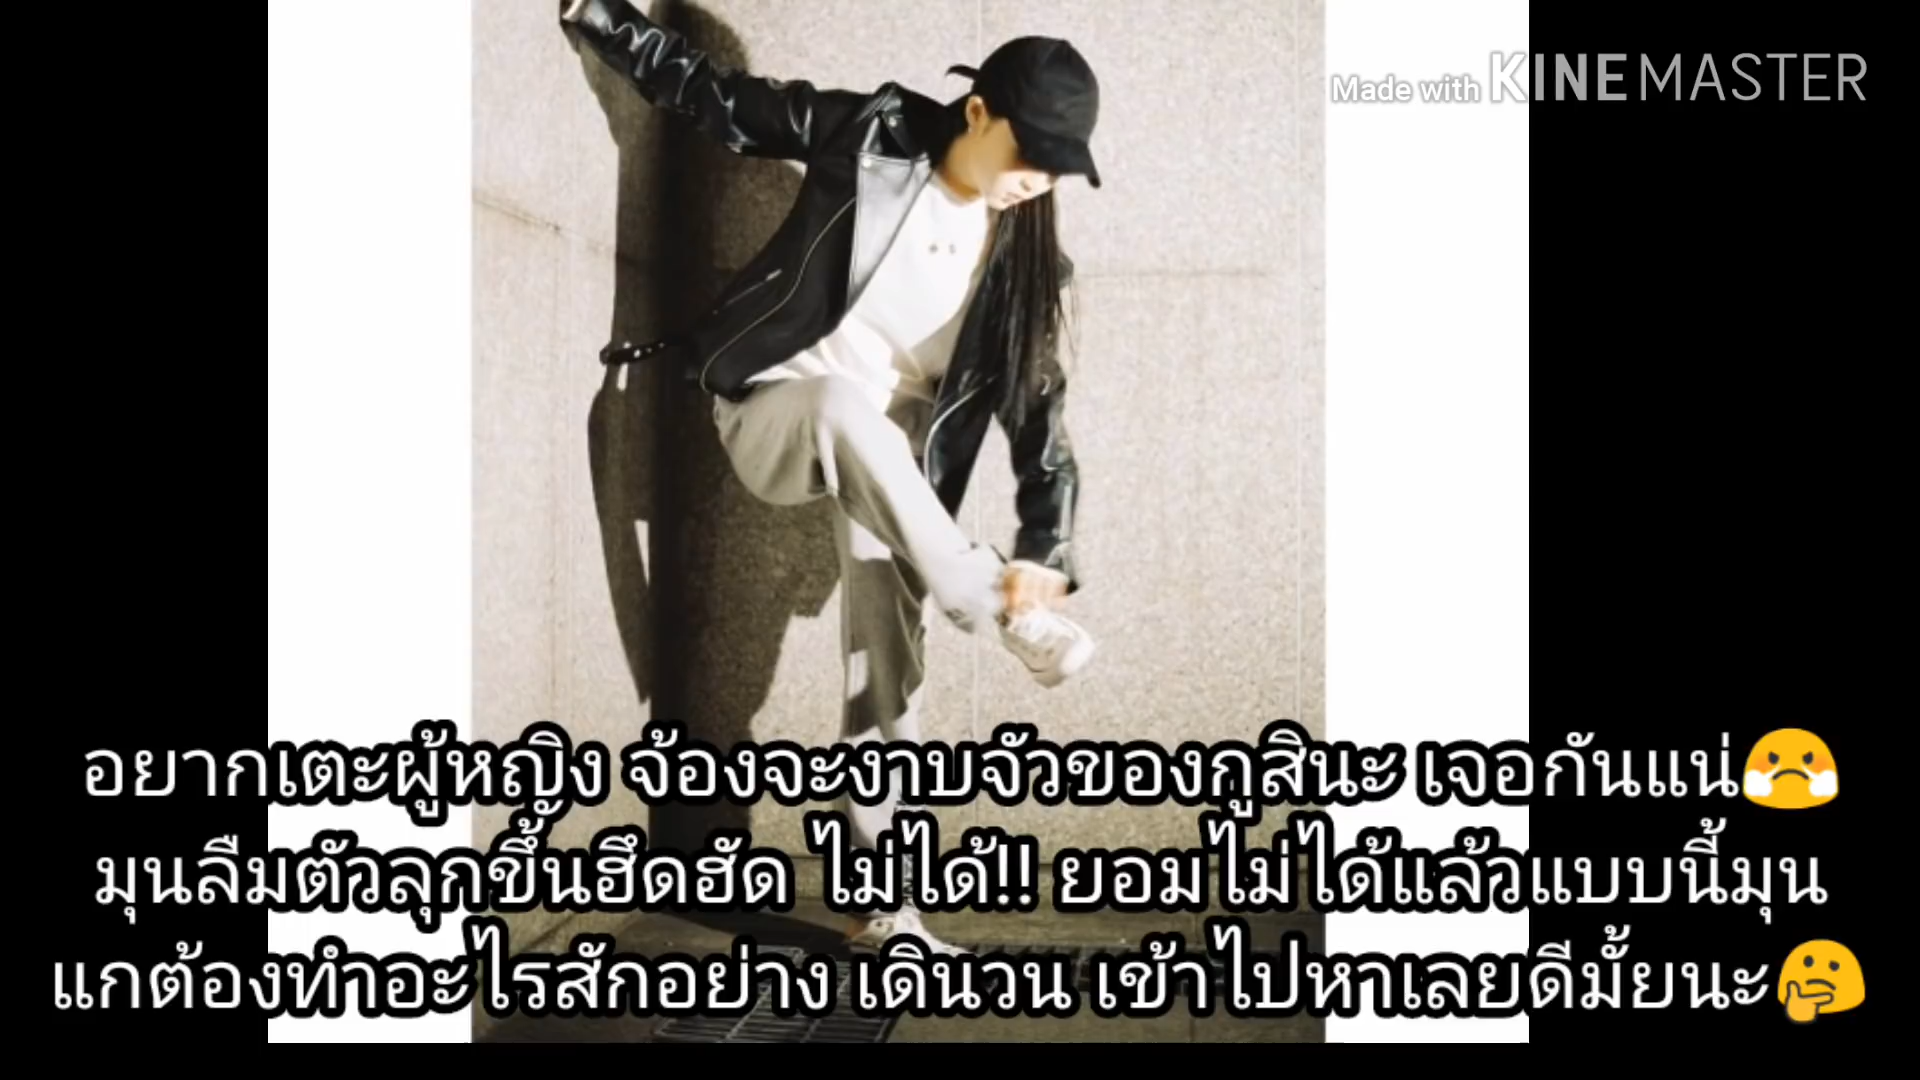 Made with KINEMASTER
อยากเตะผู้หญิง จ้องจะงาบจัวของกูสินะ เจอกันแน่😤
มุนลืมตัวลุกขึ้นฮึดฮัด ไม่ได้!! ยอมไม่ได้แล้วแบบนี้มุน
แกต้องทำอะไรสักอย่าง เดินวน เข้าไปหาเลยดีมั้ยนะ🤔